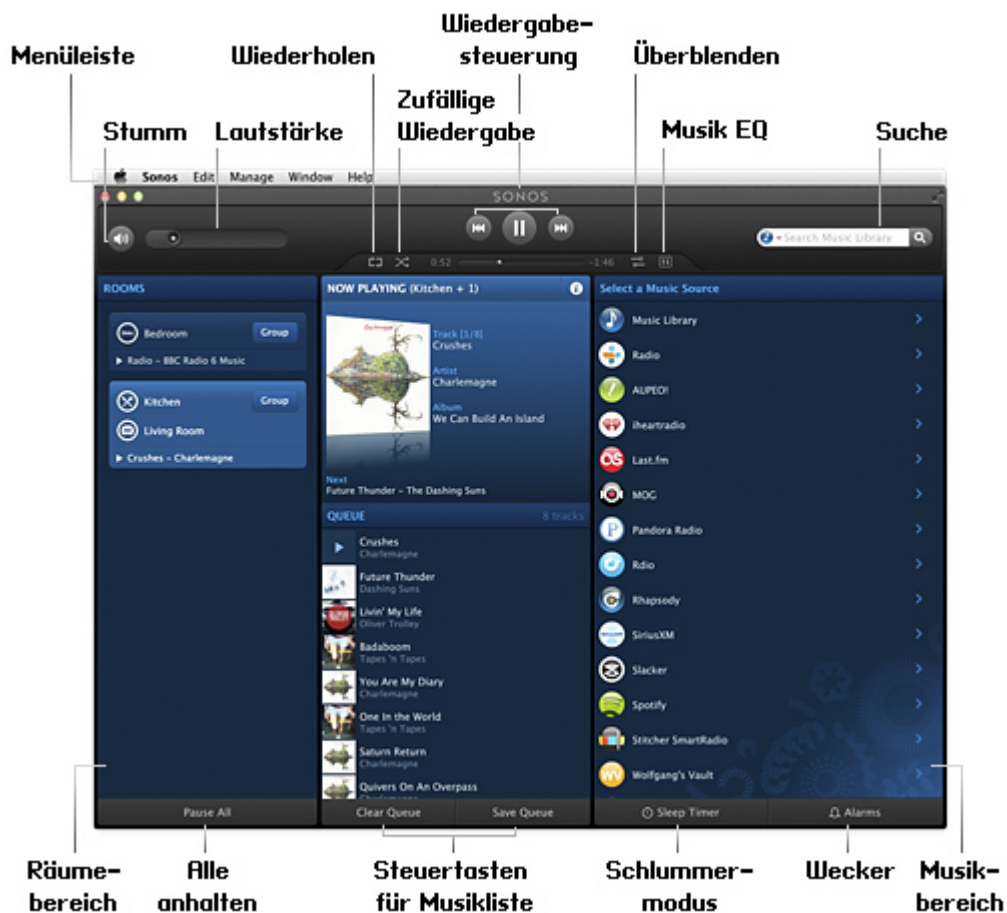 Wiedergabe-
steuerung
Menüleiste
Wiederholen
Überblenden
Zufällige
Wiedergabe
Stumm
Lautstärke
Musik EQ
Suche
Sonos Edit Manage Window Help
SONOS
Search Music Library
0:52
-1:46
ROOMS
Bedroom
Group
Radio - BBC Radio 6 Music
Kitchen
Group
Living Room
Crushes - Charlemagne
NOW PLAYING (Kitchen + 1)
Track [1/8]
Crushes
Artist
Charlemagne
Album
We Can Build An Island
Next
Future Thunder - The Dashing Suns
QUEUE
8 tracks
Crushes
Charlemagne
Future Thunder
Dashing Suns
Livin' My Life
Oliver Trolley
Badaboom
Tapes 'n Tapes
You Are My Diary
Charlemagne
One In the World
Tapes 'n Tapes
Saturn Return
Charlemagne
Quivers On An Overpass
Charlemagne
Select a Music Source
Music Library
Radio
AUPEO!
iheartradio
Last.fm
MOG
Pandora Radio
Rdio
Rhapsody
SiriusXM
Slacker
Spotify
Stitcher SmartRadio
WV
Wolfgang's Vault
Pause All
Clear Queue
Save Queue
Sleep Timer
Alarms
Räume-
bereich
Alle
anhalten
Steuertasten
für Musikliste
Schlummer-
modus
Wecker
Musik-
bereich